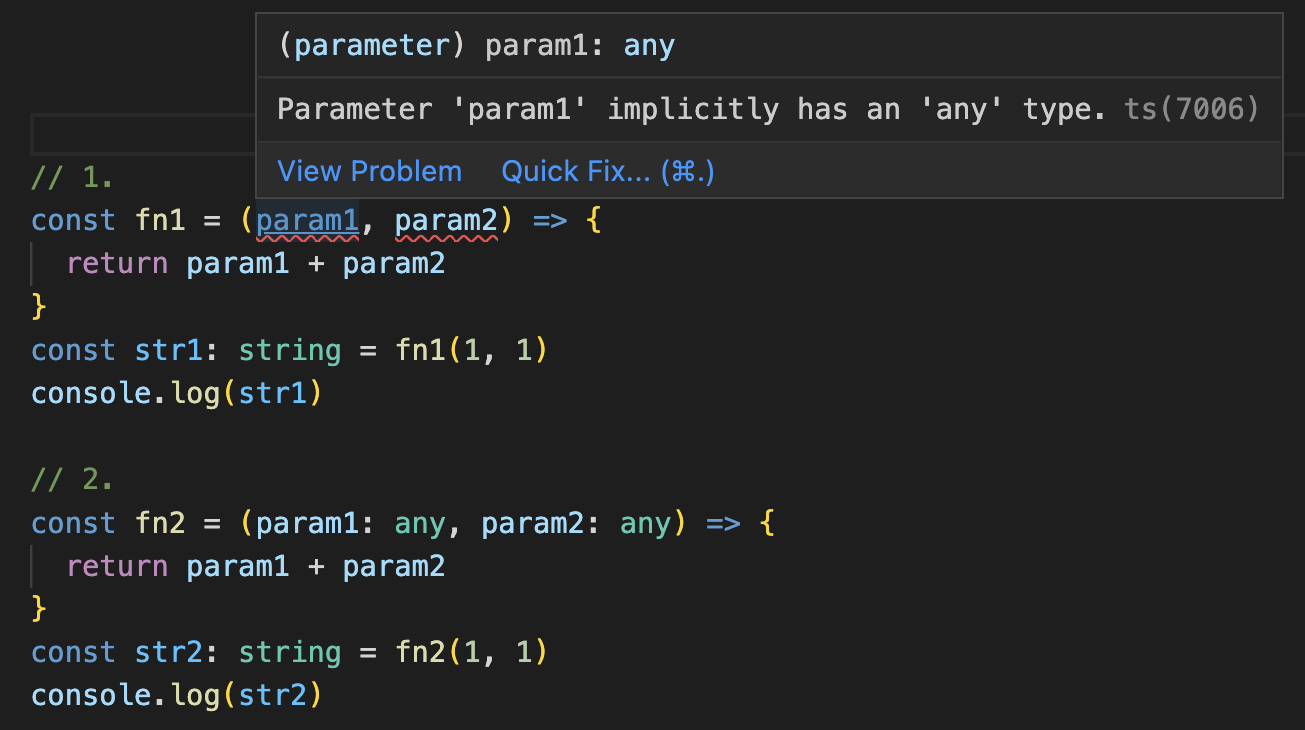 (parameter) param1: any
Parameter 'param1' implicitly has an 'any' type. ts(7006)
View Problem Quick Fix... (⌘.)
// 1.
const fn1 = (param1, param2) => {
  return param1 + param2
}
const str1: string = fn1(1, 1)
console.log(str1)

// 2.
const fn2 = (param1: any, param2: any) => {
  return param1 + param2
}
const str2: string = fn2(1, 1)
console.log(str2)